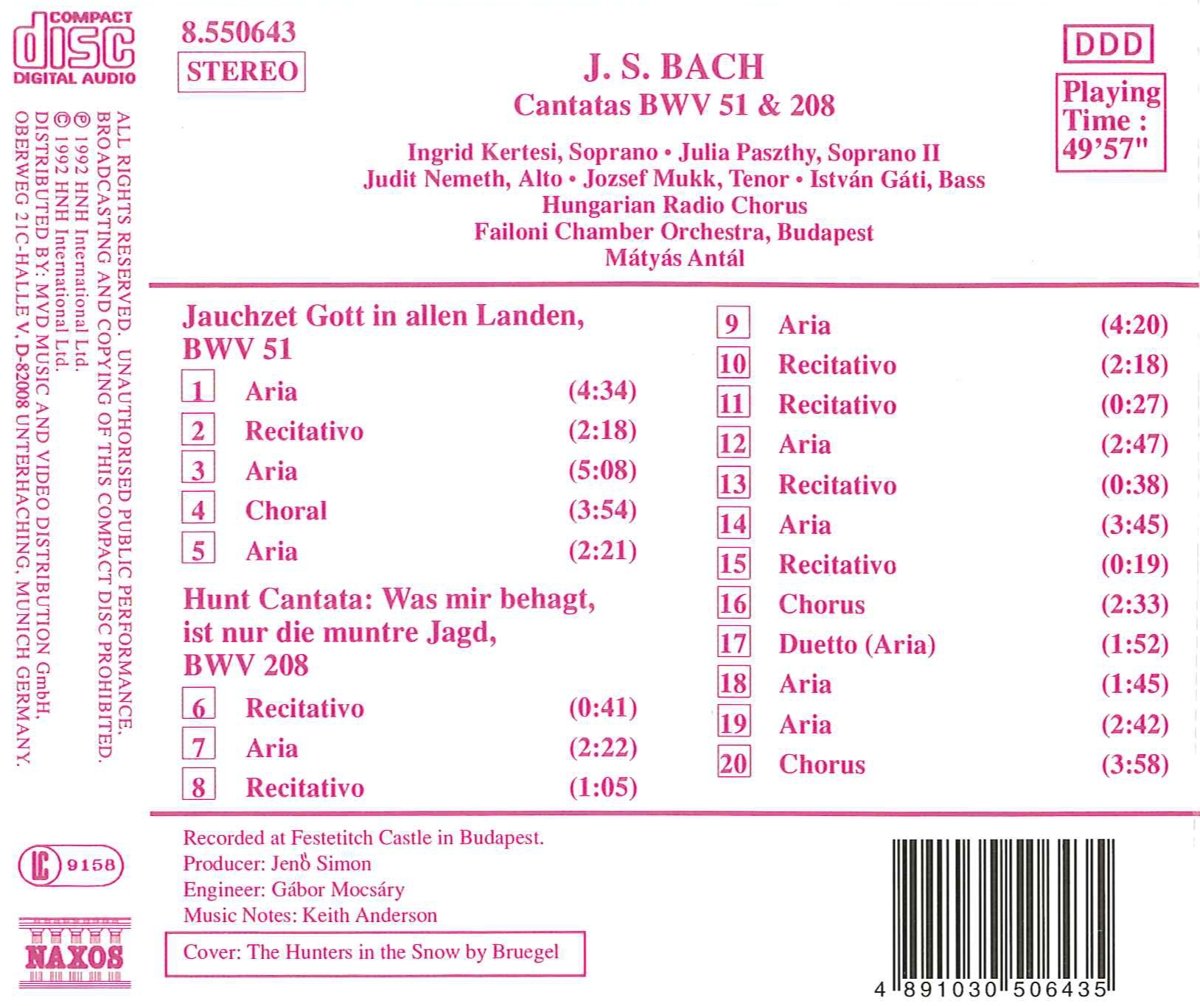 COMPACT
disc
DIGITAL AUDIO
8.550643
STEREO
J. S. BACH
Cantatas BWV 51 & 208
DDD
Playing
Time :
49'57"
Ingrid Kertesi, Soprano • Julia Paszthy, Soprano II
Judit Nemeth, Alto • Jozsef Mukk, Tenor • István Gáti, Bass
Hungarian Radio Chorus
Failoni Chamber Orchestra, Budapest
Mátyás Antál
ALL RIGHTS RESERVED. UNAUTHORISED PUBLIC PERFORMANCE,
BROADCASTING AND COPYING OF THIS COMPACT DISC PROHIBITED.
℗ 1992 HNH International Ltd.
© 1992 HNH International Ltd.
DISTRIBUTED BY: MVD MUSIC AND VIDEO DISTRIBUTION GmbH,
OBERWEG 21C-HALLE V, D-82008 UNTERHACHING, MUNICH GERMANY.
Jauchzet Gott in allen Landen,
BWV 51
1 Aria (4:34)
2 Recitativo (2:18)
3 Aria (5:08)
4 Choral (3:54)
5 Aria (2:21)
Hunt Cantata: Was mir behagt,
ist nur die muntre Jagd,
BWV 208
6 Recitativo (0:41)
7 Aria (2:22)
8 Recitativo (1:05)
9 Aria (4:20)
10 Recitativo (2:18)
11 Recitativo (0:27)
12 Aria (2:47)
13 Recitativo (0:38)
14 Aria (3:45)
15 Recitativo (0:19)
16 Chorus (2:33)
17 Duetto (Aria) (1:52)
18 Aria (1:45)
19 Aria (2:42)
20 Chorus (3:58)
LC 9158
NAXOS
Recorded at Festetitch Castle in Budapest.
Producer: Jenő Simon
Engineer: Gábor Mocsáry
Music Notes: Keith Anderson
Cover: The Hunters in the Snow by Bruegel
4 891030 506435